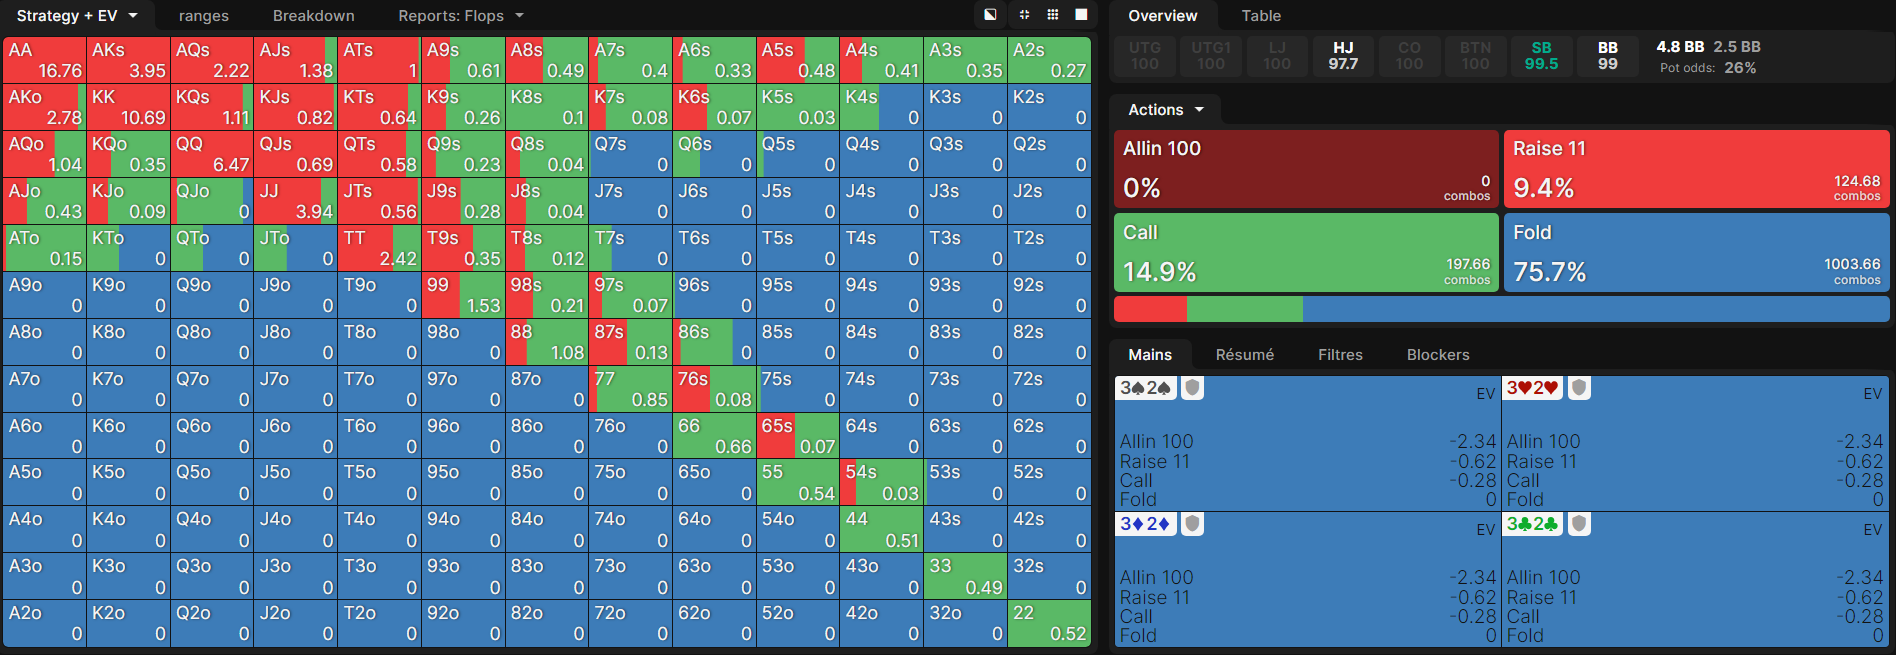 Strategy + EV ranges Breakdown Reports: Flops
AA AKs AQs AJs ATs A9s A8s A7s A6s A5s A4s A3s A2s
16.76 3.95 2.22 1.38 1 0.61 0.49 0.4 0.33 0.48 0.41 0.35 0.27
AKo KK KQs KJs KTs K9s K8s K7s K6s K5s K4s K3s K2s
2.78 10.69 1.11 0.82 0.64 0.26 0.1 0.08 0.07 0.03 0 0 0
AQo KQo QQ QJs QTs Q9s Q8s Q7s Q6s Q5s Q4s Q3s Q2s
1.04 0.35 6.47 0.69 0.58 0.23 0.04 0 0 0 0 0 0
AJo KJo QJo JJ JTs J9s J8s J7s J6s J5s J4s J3s J2s
0.43 0.09 0 3.94 0.56 0.28 0.04 0 0 0 0 0 0
ATo KTo QTo JTo TT T9s T8s T7s T6s T5s T4s T3s T2s
0.15 0 0 0 2.42 0.35 0.12 0 0 0 0 0 0
A9o K9o Q9o J9o T9o 99 98s 97s 96s 95s 94s 93s 92s
0 0 0 0 0 1.53 0.21 0.07 0 0 0 0 0
A8o K8o Q8o J8o T8o 98o 88 87s 86s 85s 84s 83s 82s
0 0 0 0 0 0 1.08 0.13 0 0 0 0 0
A7o K7o Q7o J7o T7o 97o 87o 77 76s 75s 74s 73s 72s
0 0 0 0 0 0 0 0.85 0.08 0 0 0 0
A6o K6o Q6o J6o T6o 96o 86o 76o 66 65s 64s 63s 62s
0 0 0 0 0 0 0 0 0.66 0.07 0 0 0
A5o K5o Q5o J5o T5o 95o 85o 75o 65o 55 54s 53s 52s
0 0 0 0 0 0 0 0 0 0.54 0.03 0 0
A4o K4o Q4o J4o T4o 94o 84o 74o 64o 54o 44 43s 42s
0 0 0 0 0 0 0 0 0 0 0.51 0 0
A3o K3o Q3o J3o T3o 93o 83o 73o 63o 53o 43o 33 32s
0 0 0 0 0 0 0 0 0 0 0 0.49 0
A2o K2o Q2o J2o T2o 92o 82o 72o 62o 52o 42o 32o 22
0 0 0 0 0 0 0 0 0 0 0 0 0.52
Overview Table
UTG UTG1 LJ HJ CO BTN SB BB 4.8 BB 2.5 BB
100 100 100 97.7 100 100 99.5 99 Pot odds: 26%
Actions
Allin 100 Raise 11
0% 0 combos 9.4% 124.68 combos
Call Fold
14.9% 197.66 combos 75.7% 1003.66 combos
Mains Résumé Filtres Blockers
3♠2♠ EV 3♥2♥ EV
Allin 100 -2.34 Allin 100 -2.34
Raise 11 -0.62 Raise 11 -0.62
Call -0.28 Call -0.28
Fold 0 Fold 0
3♦2♦ EV 3♣2♣ EV
Allin 100 -2.34 Allin 100 -2.34
Raise 11 -0.62 Raise 11 -0.62
Call -0.28 Call -0.28
Fold 0 Fold 0